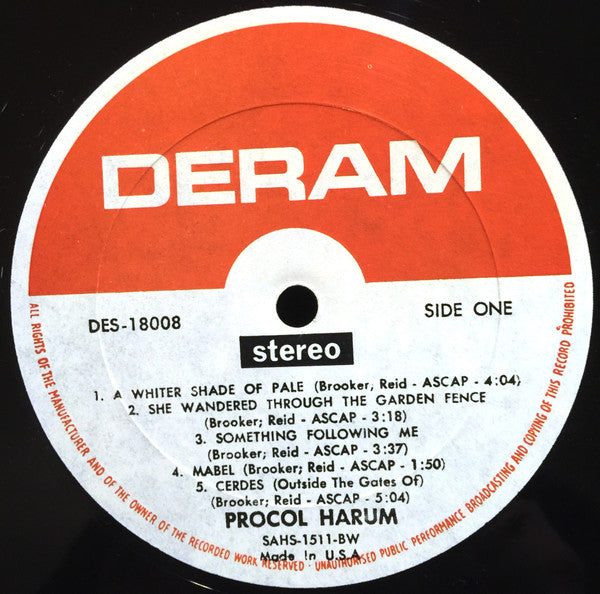 DERAM
DES-18008
SIDE ONE
stereo
1. A WHITER SHADE OF PALE (Brooker; Reid - ASCAP - 4:04)
2. SHE WANDERED THROUGH THE GARDEN FENCE
(Brooker; Reid - ASCAP - 3:18)
3. SOMETHING FOLLOWING ME
(Brooker; Reid - ASCAP - 3:37)
4. MABEL (Brooker; Reid - ASCAP - 1:50)
5. CERDES (Outside The Gates Of)
(Brooker; Reid - ASCAP - 5:04)
PROCOL HARUM
SAHS-1511-BW
Made In U.S.A
ALL RIGHTS OF THE MANUFACTURER AND OF THE OWNER OF THE RECORDED WORK RESERVED · UNAUTHORISED PUBLIC PERFORMANCE BROADCASTING AND COPYING OF THIS RECORD PROHIBITED